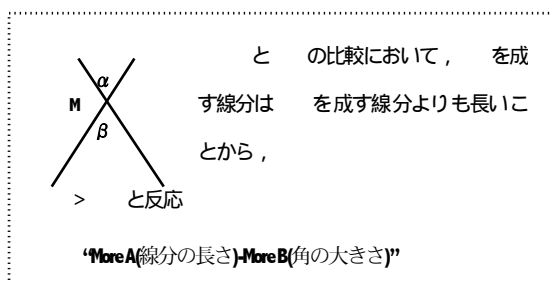 と の比較において， を成
α
M す線分は を成す線分よりも長いこ
β
とから，
> と反応
“More A(線分の長さ)-More B(角の大きさ)”